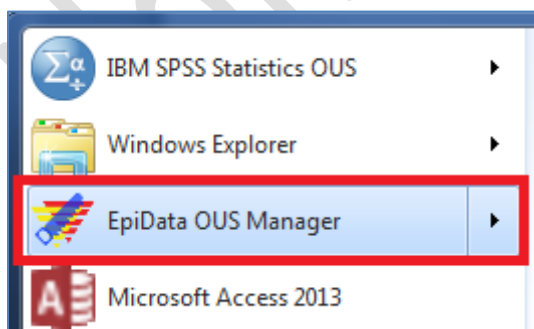 IBM SPSS Statistics OUS
Windows Explorer
EpiData OUS Manager
Microsoft Access 2013